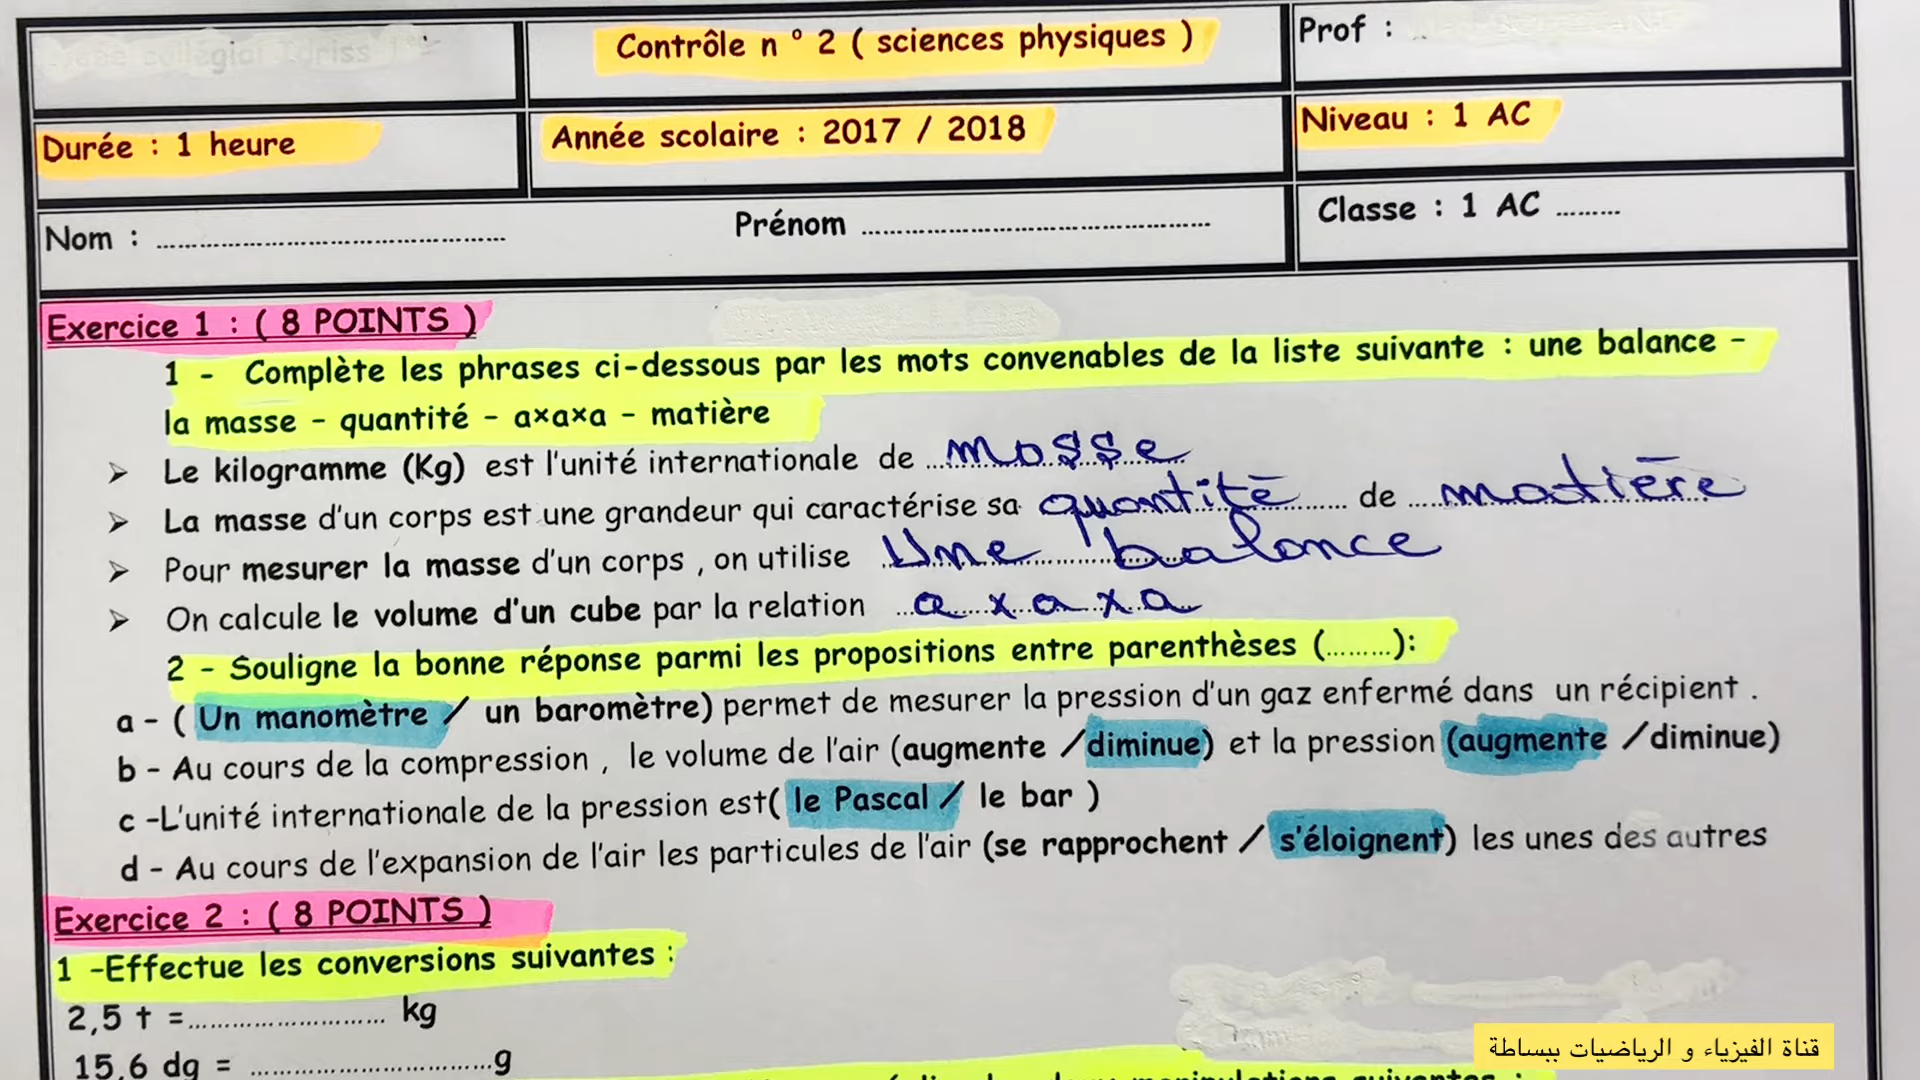 Contrôle n ° 2 ( sciences physiques )
Prof :
Durée : 1 heure
Année scolaire : 2017 / 2018
Niveau : 1 AC
Nom : ........................................
Prénom ........................................
Classe : 1 AC .........
Exercice 1 : ( 8 POINTS )
1 - Complète les phrases ci-dessous par les mots convenables de la liste suivante : une balance -
la masse - quantité - a×a×a - matière
➢ Le kilogramme (Kg) est l'unité internationale de masse
➢ La masse d'un corps est une grandeur qui caractérise sa quantité de matière
➢ Pour mesurer la masse d'un corps , on utilise Une balance
➢ On calcule le volume d'un cube par la relation a x a x a
2 - Souligne la bonne réponse parmi les propositions entre parenthèses (.........):
a - ( Un manomètre / un baromètre) permet de mesurer la pression d'un gaz enfermé dans un récipient .
b - Au cours de la compression , le volume de l'air (augmente /diminue) et la pression (augmente /diminue)
c -L'unité internationale de la pression est( le Pascal / le bar )
d - Au cours de l'expansion de l'air les particules de l'air (se rapprochent / s'éloignent) les unes des autres
Exercice 2 : ( 8 POINTS )
1 -Effectue les conversions suivantes :
2,5 t =........................... kg
15,6 dg = ..............................g
قناة الفيزياء و الرياضيات ببساطة